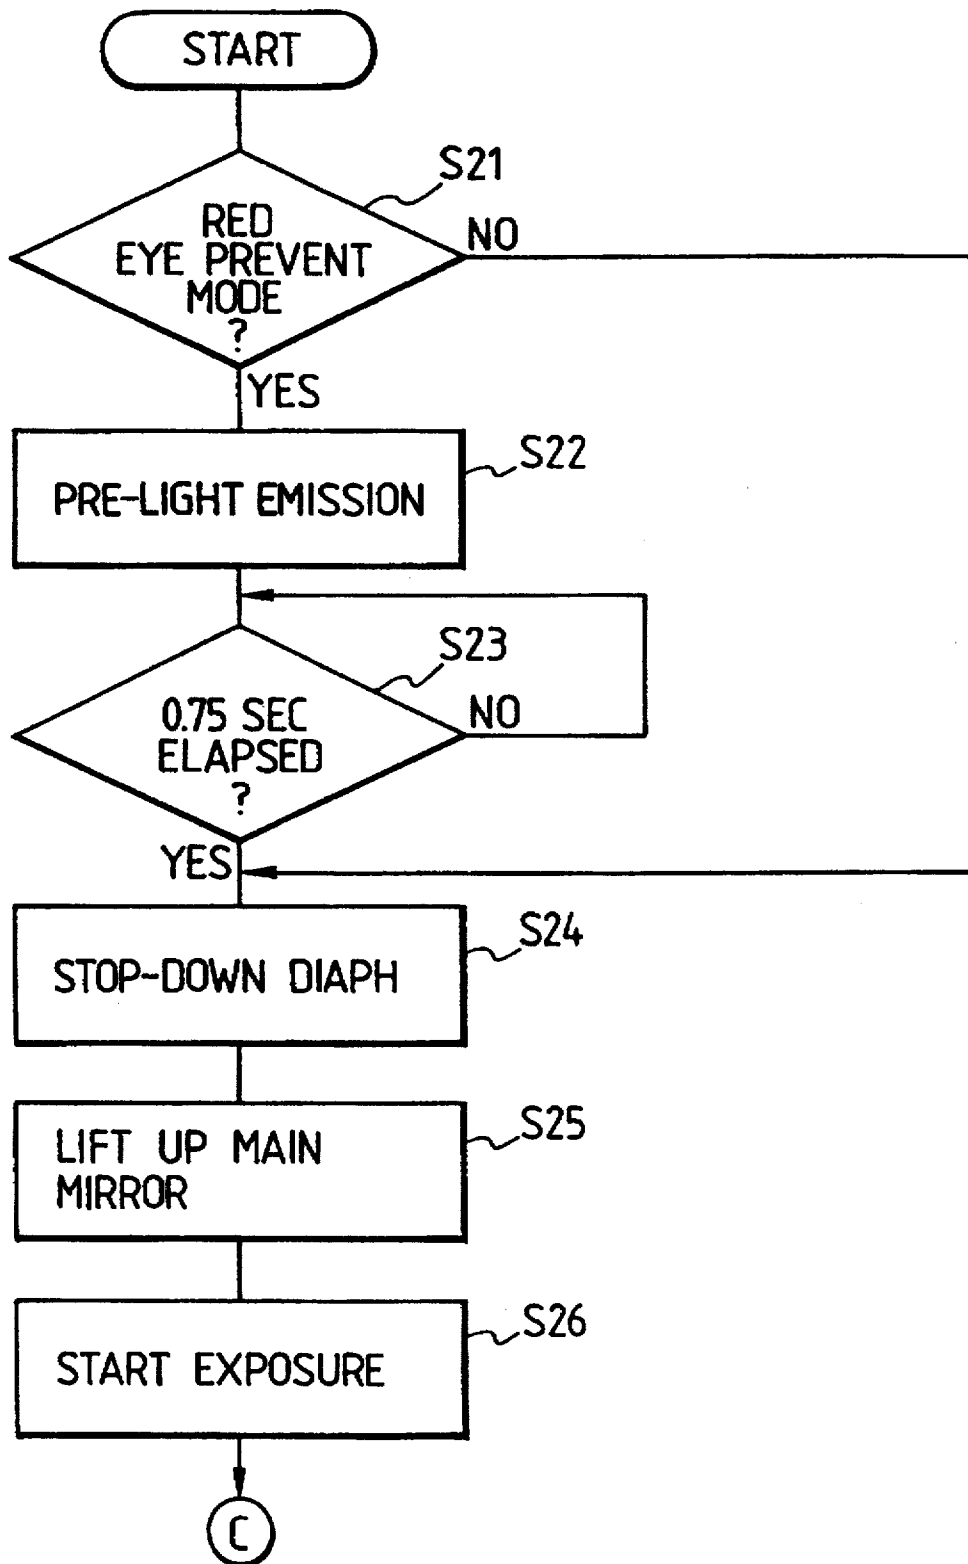 START
S21
RED
EYE PREVENT
MODE
?
NO
YES
S22
PRE-LIGHT EMISSION
S23
0.75 SEC
ELAPSED
?
NO
YES
S24
STOP-DOWN DIAPH
S25
LIFT UP MAIN
MIRROR
S26
START EXPOSURE
C